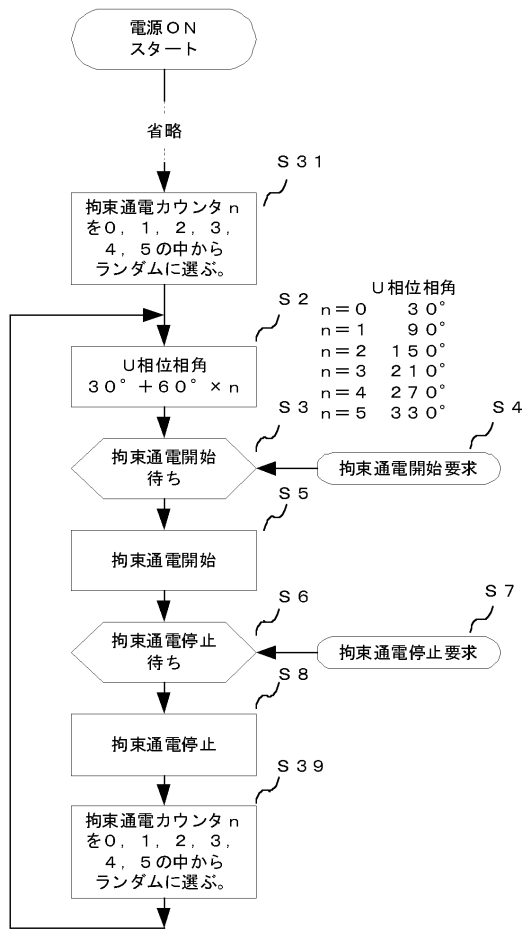 電源ON
スタート
省略
S31
拘束通電カウンタn
を0,1,2,3,
4,5の中から
ランダムに選ぶ。
S2
U相位相角
n=0 30°
n=1 90°
n=2 150°
n=3 210°
n=4 270°
n=5 330°
U相位相角
30°+60°×n
S3
拘束通電開始
待ち
S4
拘束通電開始要求
S5
拘束通電開始
S6
拘束通電停止
待ち
S7
拘束通電停止要求
S8
拘束通電停止
S39
拘束通電カウンタn
を0,1,2,3,
4,5の中から
ランダムに選ぶ。